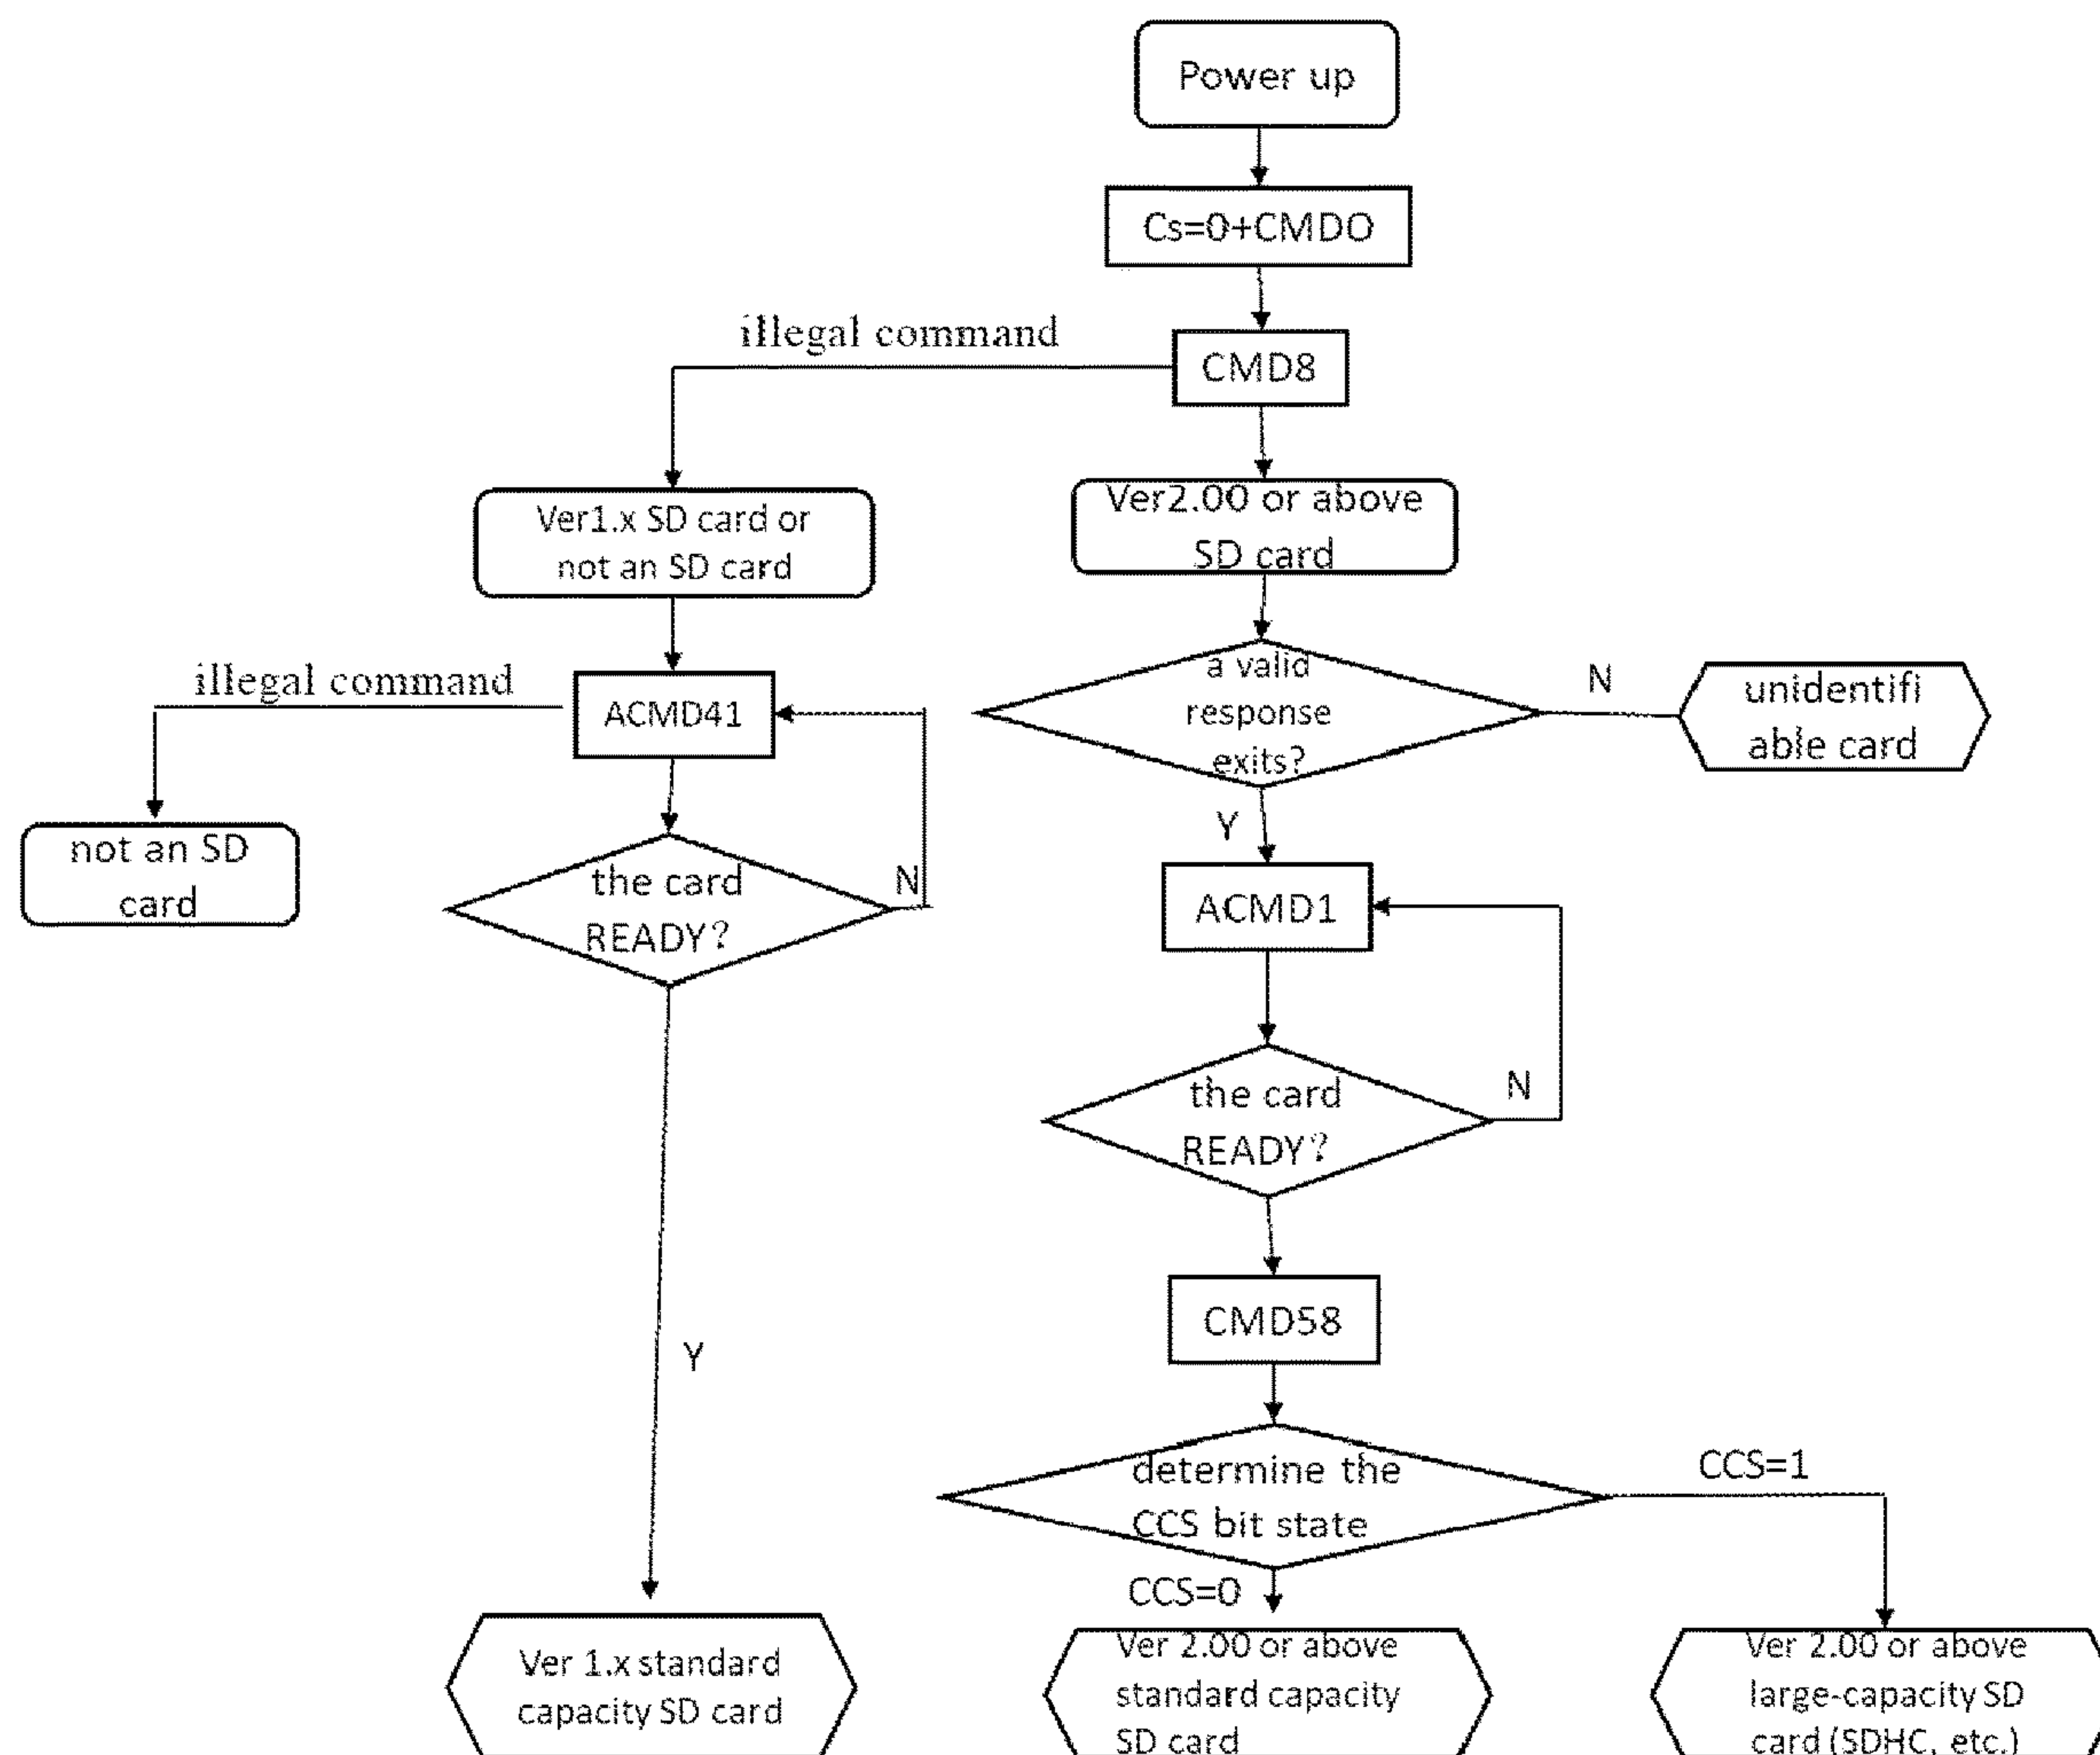 Power up
Cs=0+CMDO
illegal command
CMD8
Ver1.x SD card or
not an SD card
Ver2.00 or above
SD card
illegal command
ACMD41
a valid
response
exits?
N
unidentifi
able card
not an SD
card
the card
READY?
N
Y
ACMD1
the card
READY?
N
CMD58
Y
determine the
CCS bit state
CCS=1
CCS=0
Ver 1.x standard
capacity SD card
Ver 2.00 or above
standard capacity
SD card
Ver 2.00 or above
large-capacity SD
card (SDHC, etc.)